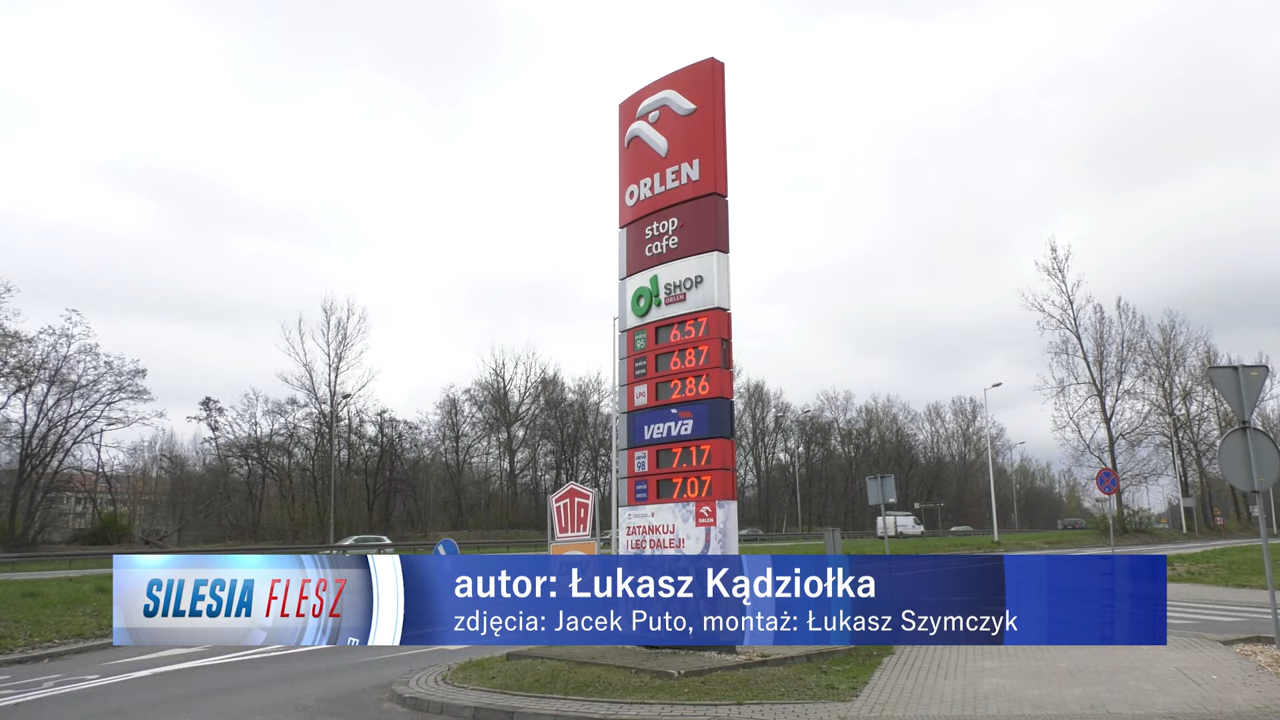 ORLEN
stop
cafe
O! SHOP
ORLEN
95 6.57
6.87
LPG 2.86
verva
98 7.17
7.07
UTA
ZATANKUJ
I LEĆ DALEJ!
SILESIA FLESZ
autor: Łukasz Kądziołka
zdjęcia: Jacek Puto, montaż: Łukasz Szymczyk